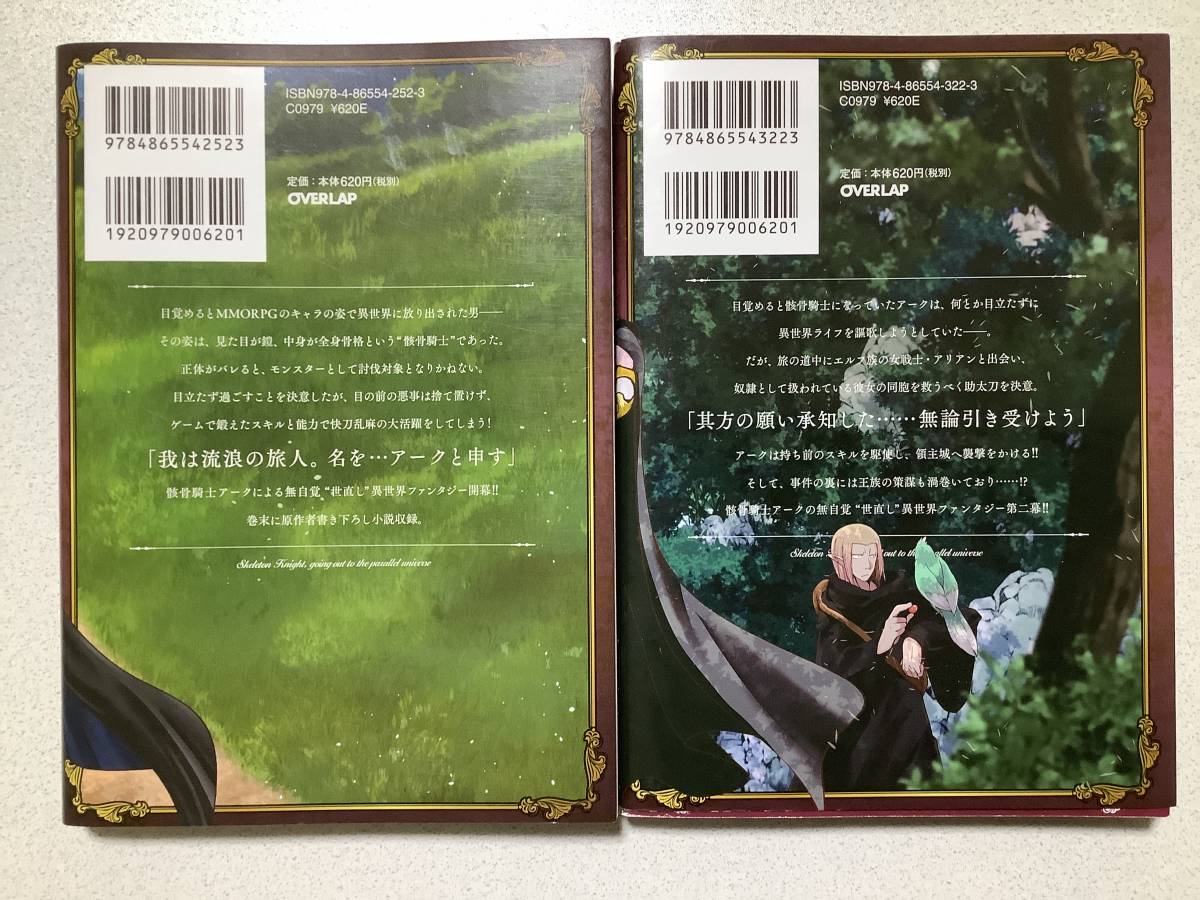 ISBN978-4-86554-252-3
C0979 ¥620E
9784865542523
定価：本体620円(税別)
OVERLAP
1920979006201
目覚めるとMMORPGのキャラの姿で異世界に放り出された男――
その姿は、見た目が鎧、中身が全身骨格という“骸骨騎士”であった。
正体がバレると、モンスターとして討伐対象となりかねない。
目立たず過ごすことを決意したが、目の前の悪事は捨て置けず、
ゲームで鍛えたスキルと能力で快刀乱麻の大活躍をしてしまう!
「我は流浪の旅人。名を…アークと申す」
骸骨騎士アークによる無自覚“世直し”異世界ファンタジー開幕!!
巻末に原作者書き下ろし小説収録。
Skeleton Knight, going out to the parallel universe
ISBN978-4-86554-322-3
C0979 ¥620E
9784865543223
定価：本体620円(税別)
OVERLAP
1920979006201
目覚めると骸骨騎士になっていたアークは、何とか目立たずに
異世界ライフを謳歌しようとしていた――。
だが、旅の道中にエルフ族の女戦士・アリアンと出会い、
奴隷として扱われている彼女の同胞を救うべく助太刀を決意。
「其方の願い承知した……無論引き受けよう」
アークは持ち前のスキルを駆使し、領主城へ襲撃をかける!!
そして、事件の裏には王族の策謀も渦巻いており……!?
骸骨騎士アークの無自覚“世直し”異世界ファンタジー第二幕!!
Skeleton out to the parallel universe